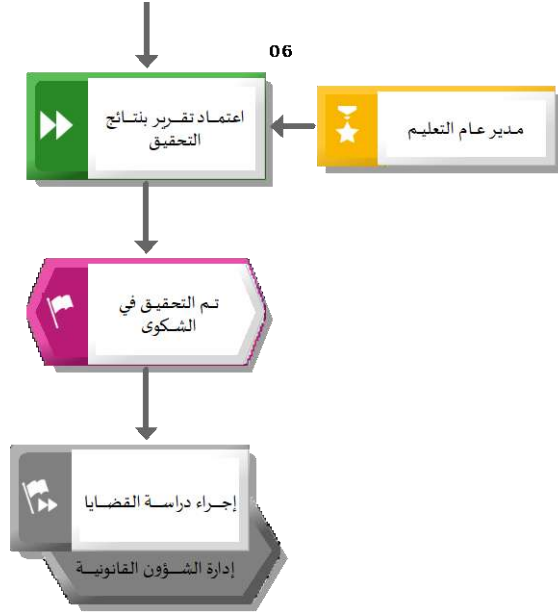 06
اعتماد تقرير بنتائج
التحقيق
مدير عام التعليم
تم التحقيق في
الشكوى
إجراء دراسة القضايا
إدارة الشؤون القانونية